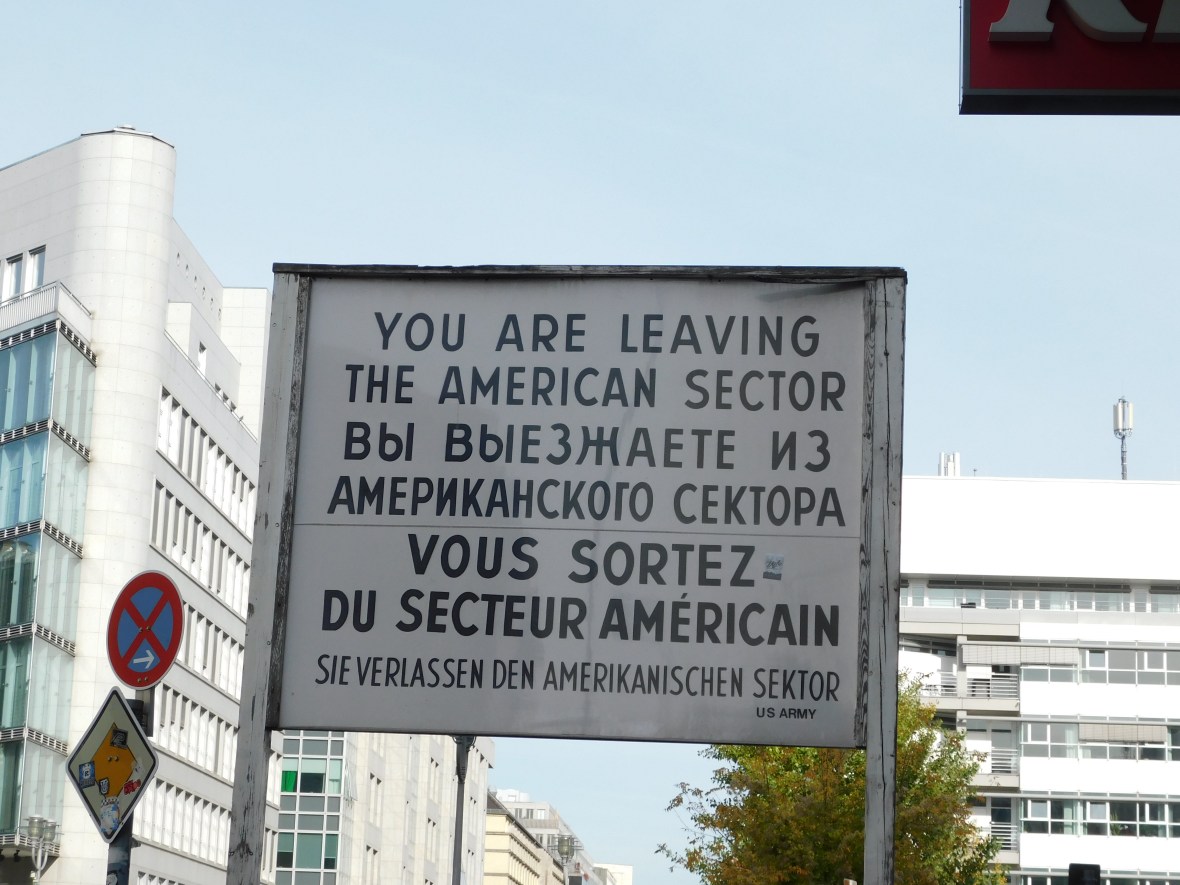 YOU ARE LEAVING
THE AMERICAN SECTOR
ВЫ ВЫЕЗЖАЕТЕ ИЗ
АМЕРИКАНСКОГО СЕКТОРА
VOUS SORTEZ
DU SECTEUR AMÉRICAIN
SIE VERLASSEN DEN AMERIKANISCHEN SEKTOR
US ARMY